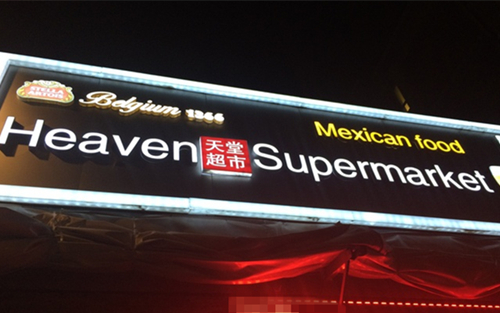 STELLA
ARTOIS
Belgium 1366
Mexican food
Heaven
天堂
超市
Supermarket